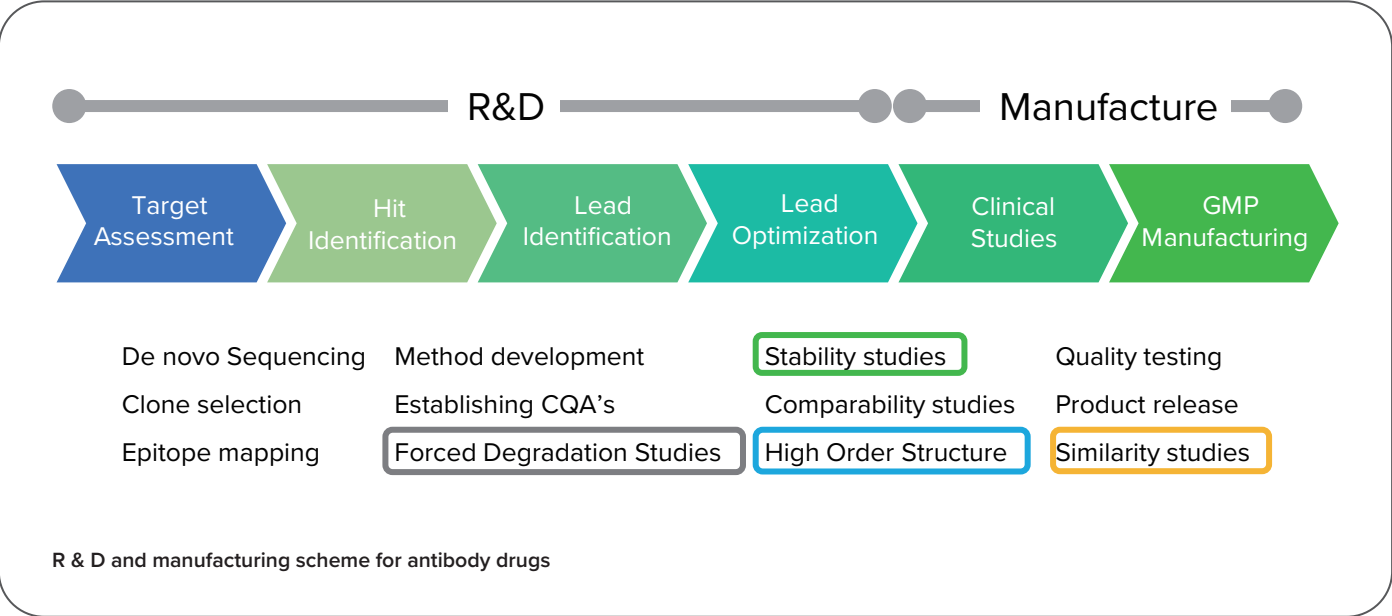 R&D
Manufacture
Target
Assessment
Hit
Identification
Lead
Identification
Lead
Optimization
Clinical
Studies
GMP
Manufacturing
De novo Sequencing
Clone selection
Epitope mapping
Method development
Establishing CQA's
Forced Degradation Studies
Stability studies
Comparability studies
High Order Structure
Quality testing
Product release
Similarity studies
R & D and manufacturing scheme for antibody drugs